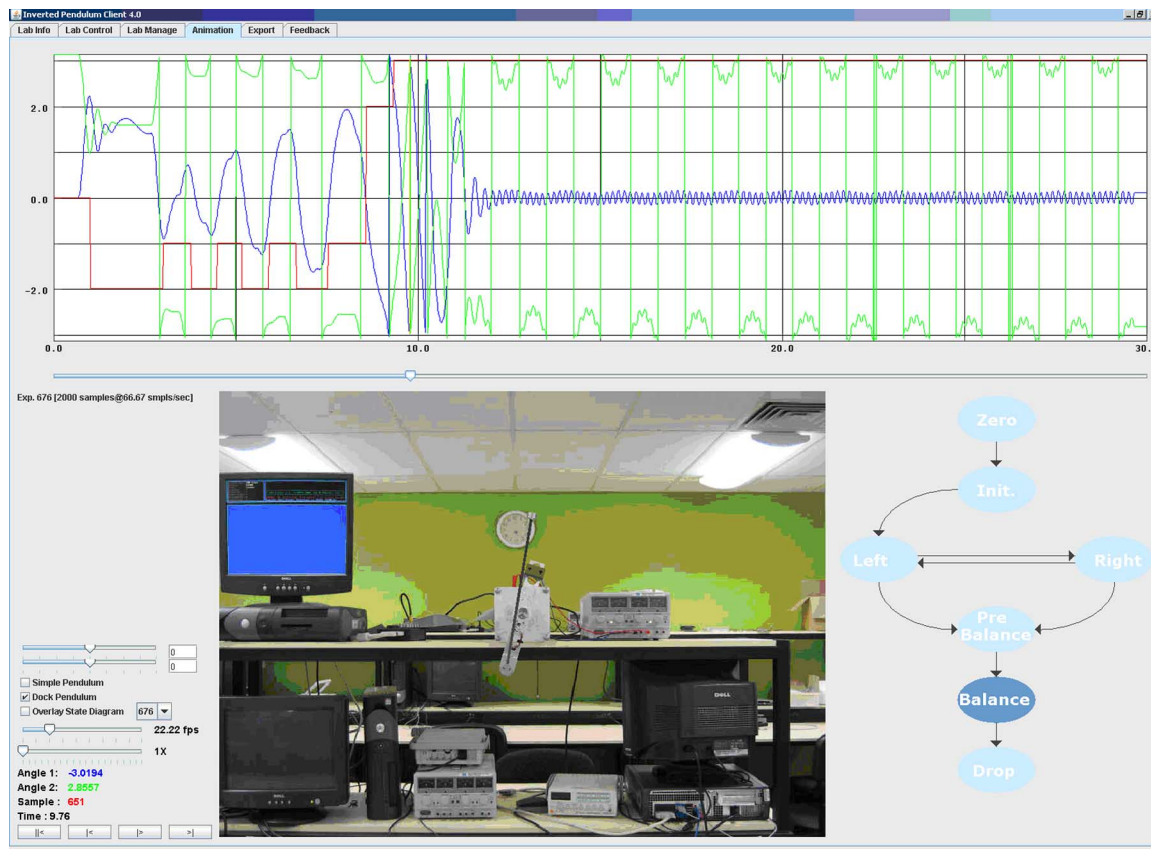 Inverted Pendulum Client 4.0
Lab Info Lab Control Lab Manage Animation Export Feedback
2.0
0.0
-2.0
0.0 10.0 20.0 30.
Exp. 676 [2000 samples@66.67 smpls/sec]
Zero
Init.
Left Right
Pre
Balance
Balance
Drop
0
0
Simple Pendulum
Dock Pendulum
Overlay State Diagram 676
22.22 fps
1X
Angle 1: -3.0194
Angle 2: 2.8557
Sample : 651
Time : 9.76
||< |< |> >|
DELL
DELL
DELL